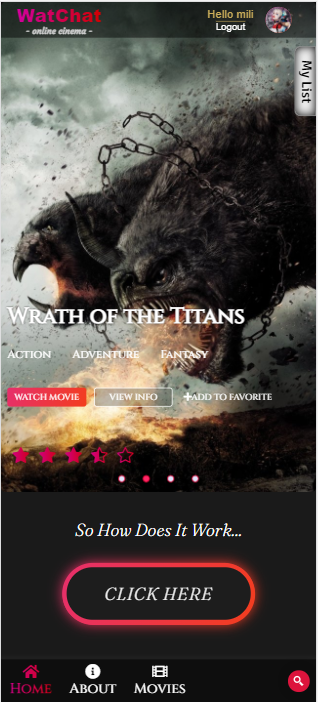 WatChat
- online cinema -
Hello mili
Logout
My List
Wrath of the Titans
Action Adventure Fantasy
WATCH MOVIE VIEW INFO +ADD TO FAVORITE
So How Does It Work...
CLICK HERE
Home About Movies